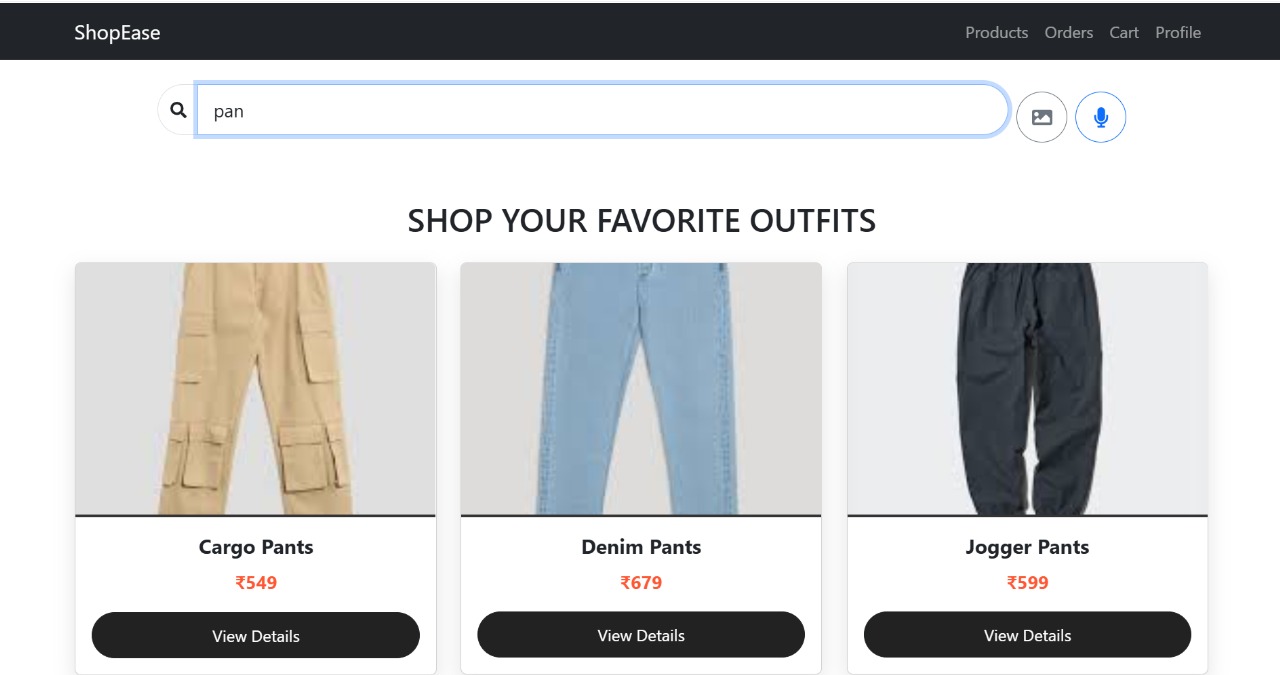 ShopEase Products Orders Cart Profile
pan
SHOP YOUR FAVORITE OUTFITS
Cargo Pants
₹549
View Details
Denim Pants
₹679
View Details
Jogger Pants
₹599
View Details